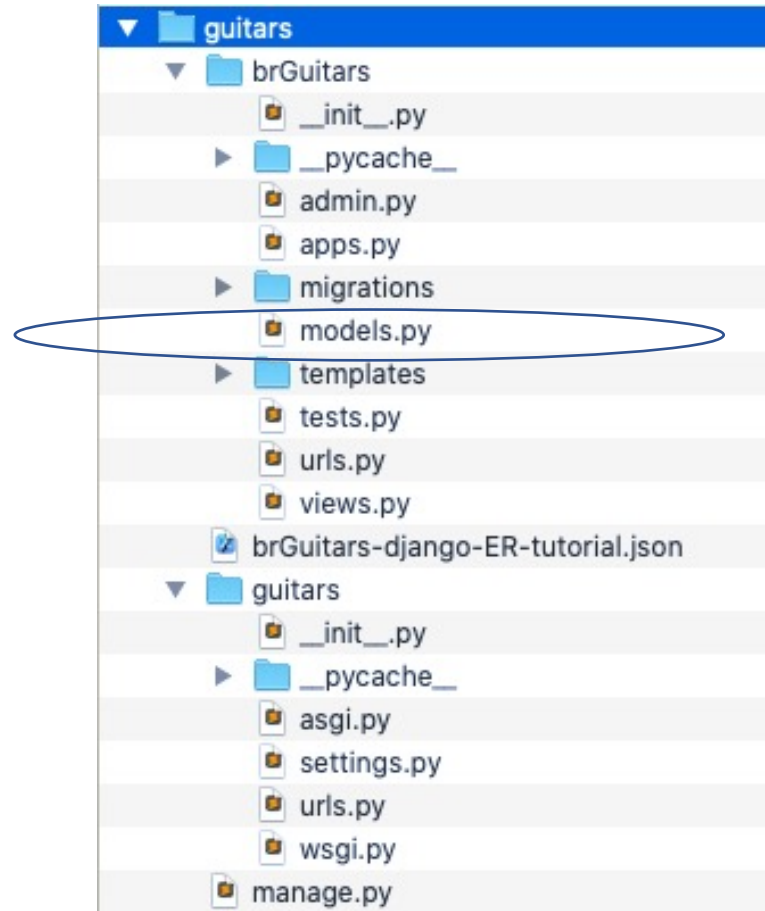 guitars
brGuitars
__init__.py
__pycache__
admin.py
apps.py
migrations
models.py
templates
tests.py
urls.py
views.py
brGuitars-django-ER-tutorial.json
guitars
__init__.py
__pycache__
asgi.py
settings.py
urls.py
wsgi.py
manage.py